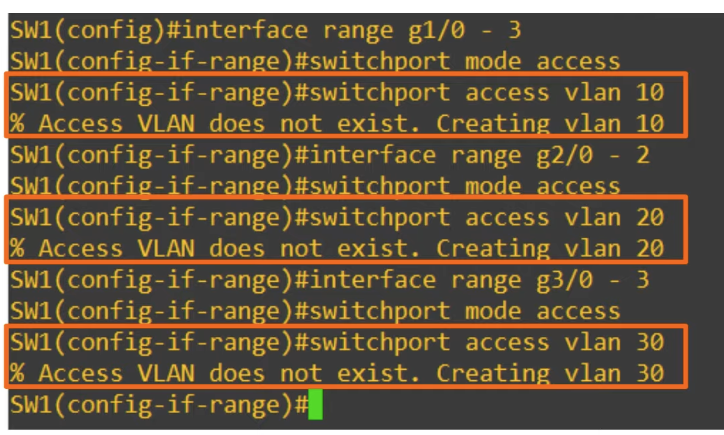 SW1(config)#interface range g1/0 - 3
SW1(config-if-range)#switchport mode access
SW1(config-if-range)#switchport access vlan 10
% Access VLAN does not exist. Creating vlan 10
SW1(config-if-range)#interface range g2/0 - 2
SW1(config-if-range)#switchport mode access
SW1(config-if-range)#switchport access vlan 20
% Access VLAN does not exist. Creating vlan 20
SW1(config-if-range)#interface range g3/0 - 3
SW1(config-if-range)#switchport mode access
SW1(config-if-range)#switchport access vlan 30
% Access VLAN does not exist. Creating vlan 30
SW1(config-if-range)#